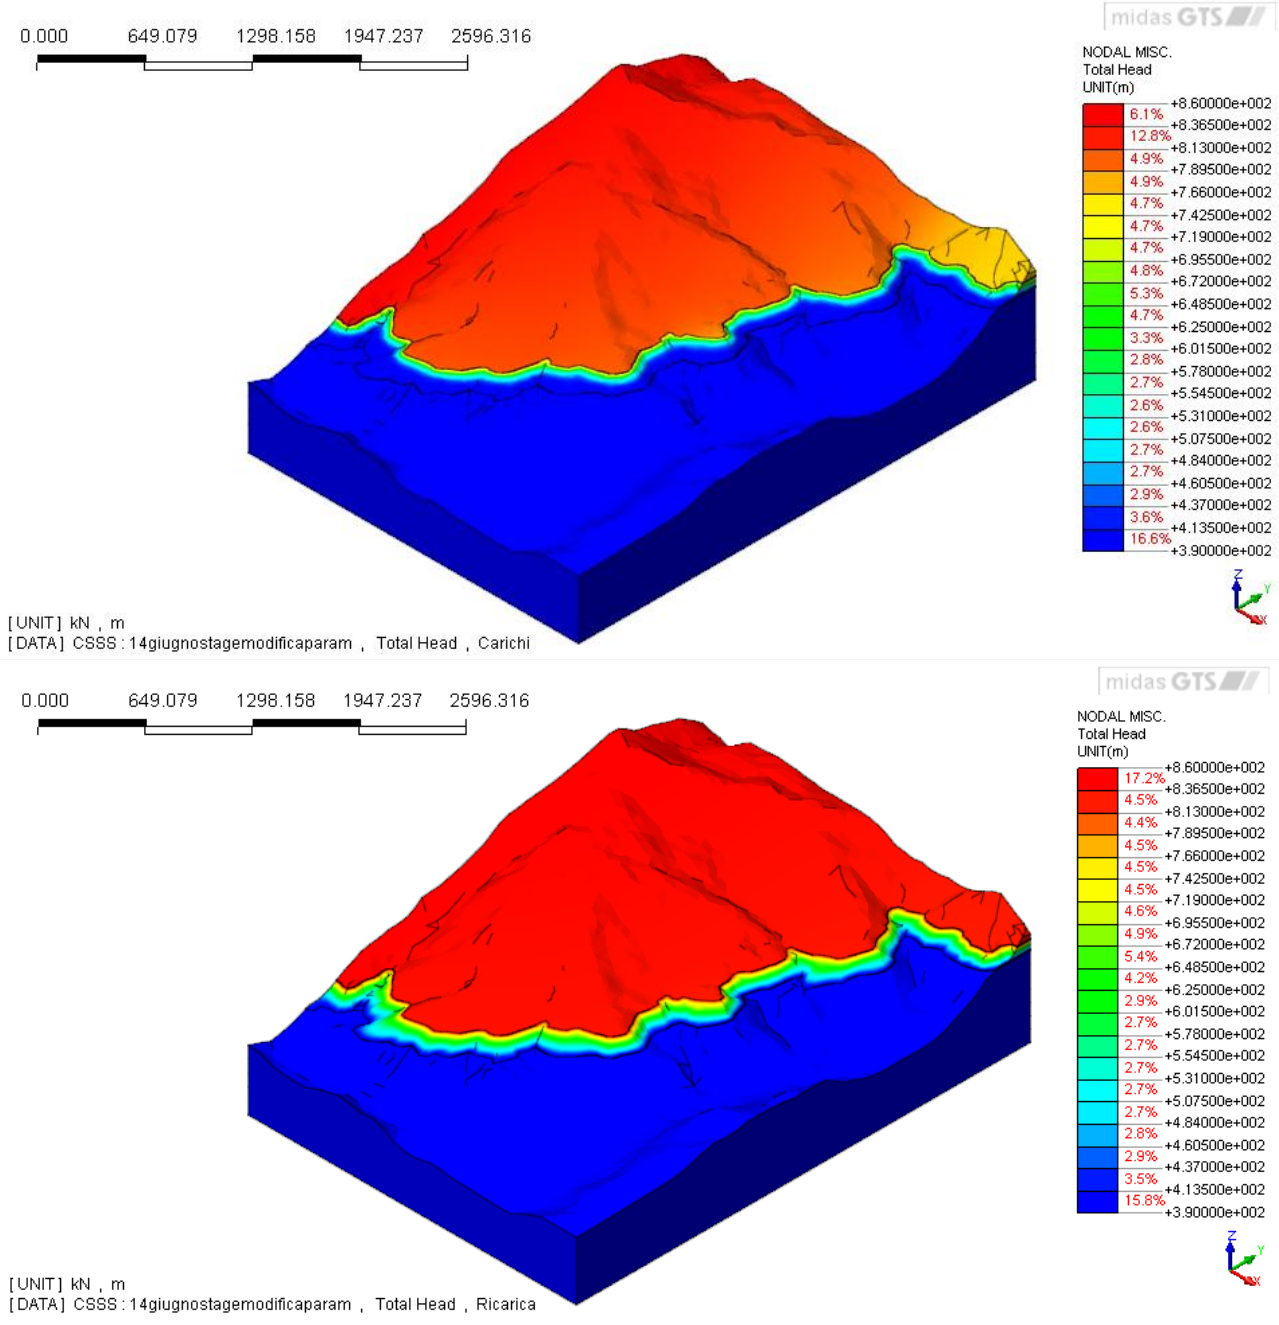 midas GTS
0.000 649.079 1298.158 1947.237 2596.316
NODAL MISC.
Total Head
UNIT(m)
+8.60000e+002
6.1%
+8.36500e+002
12.8%
+8.13000e+002
4.9%
+7.89500e+002
4.9%
+7.66000e+002
4.7%
+7.42500e+002
4.7%
+7.19000e+002
4.7%
+6.95500e+002
4.8%
+6.72000e+002
5.3%
+6.48500e+002
4.7%
+6.25000e+002
3.3%
+6.01500e+002
2.8%
+5.78000e+002
2.7%
+5.54500e+002
2.6%
+5.31000e+002
2.6%
+5.07500e+002
2.7%
+4.84000e+002
2.7%
+4.60500e+002
2.9%
+4.37000e+002
3.6%
+4.13500e+002
16.6%
+3.90000e+002
Z
Y
X
[UNIT] kN , m
[DATA] CSSS : 14giugnostagemodificaparam , Total Head , Carichi
midas GTS
0.000 649.079 1298.158 1947.237 2596.316
NODAL MISC.
Total Head
UNIT(m)
+8.60000e+002
17.2%
+8.36500e+002
4.5%
+8.13000e+002
4.4%
+7.89500e+002
4.5%
+7.66000e+002
4.5%
+7.42500e+002
4.5%
+7.19000e+002
4.6%
+6.95500e+002
4.9%
+6.72000e+002
5.4%
+6.48500e+002
4.2%
+6.25000e+002
2.9%
+6.01500e+002
2.7%
+5.78000e+002
2.7%
+5.54500e+002
2.7%
+5.31000e+002
2.7%
+5.07500e+002
2.7%
+4.84000e+002
2.8%
+4.60500e+002
2.9%
+4.37000e+002
3.5%
+4.13500e+002
15.8%
+3.90000e+002
Z
Y
X
[UNIT] kN , m
[DATA] CSSS : 14giugnostagemodificaparam , Total Head , Ricarica